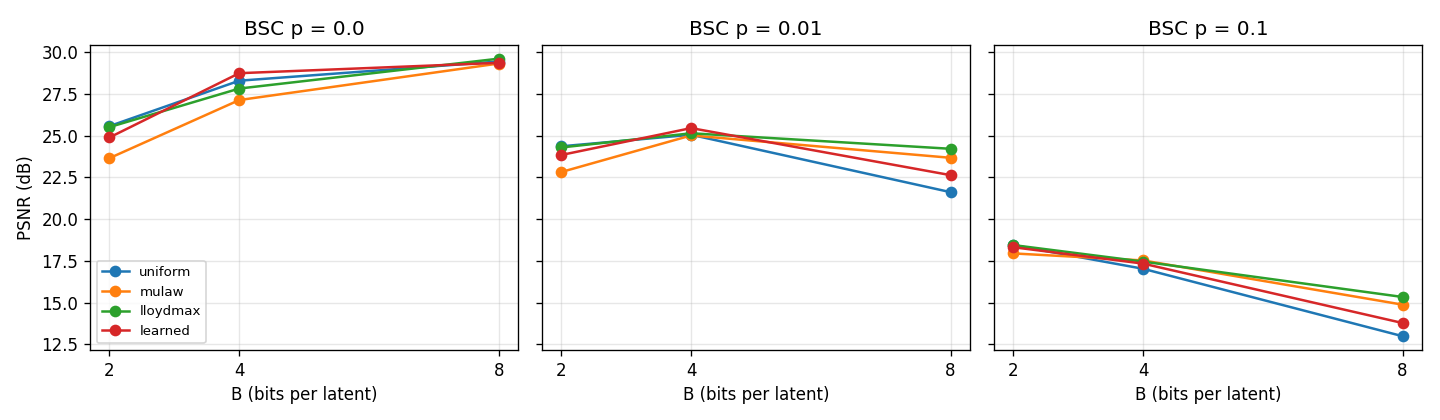 BSC p = 0.0
BSC p = 0.01
BSC p = 0.1
PSNR (dB)
30.0
27.5
25.0
22.5
20.0
17.5
15.0
12.5
uniform
mulaw
lloydmax
learned
2 4 8
2 4 8
2 4 8
B (bits per latent)
B (bits per latent)
B (bits per latent)